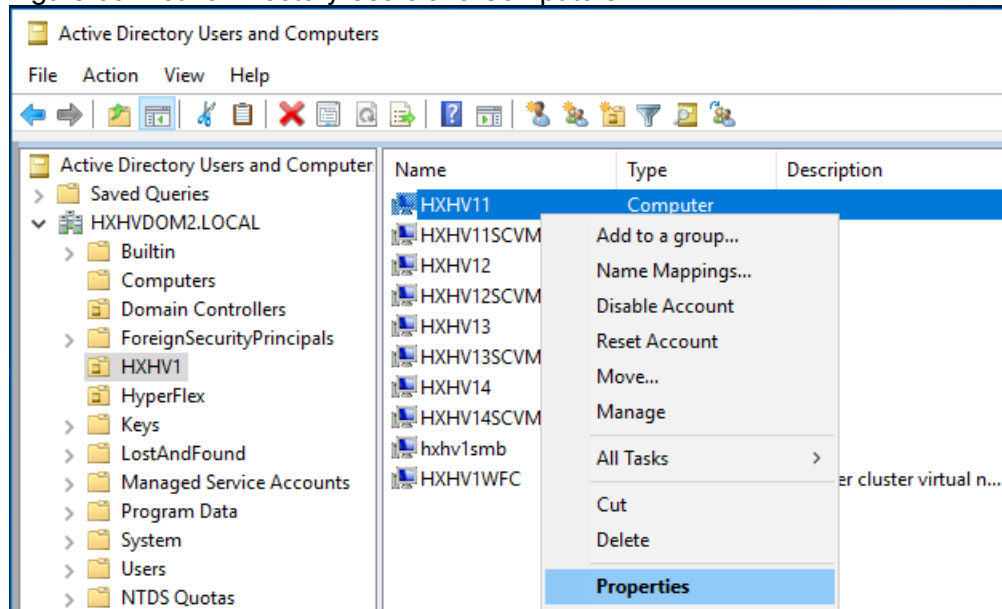 Active Directory Users and Computers
File Action View Help
Active Directory Users and Computer
Saved Queries
HXHVDOM2.LOCAL
Builtin
Computers
Domain Controllers
ForeignSecurityPrincipals
HXHV1
HyperFlex
Keys
LostAndFound
Managed Service Accounts
Program Data
System
Users
NTDS Quotas
Name Type Description
HXHV11 Computer
HXHV11SCVM
HXHV12
HXHV12SCVM
HXHV13
HXHV13SCVM
HXHV14
HXHV14SCVM
hxhv1smb
HXHV1WFC er cluster virtual n...
Add to a group...
Name Mappings...
Disable Account
Reset Account
Move...
Manage
All Tasks
Cut
Delete
Properties